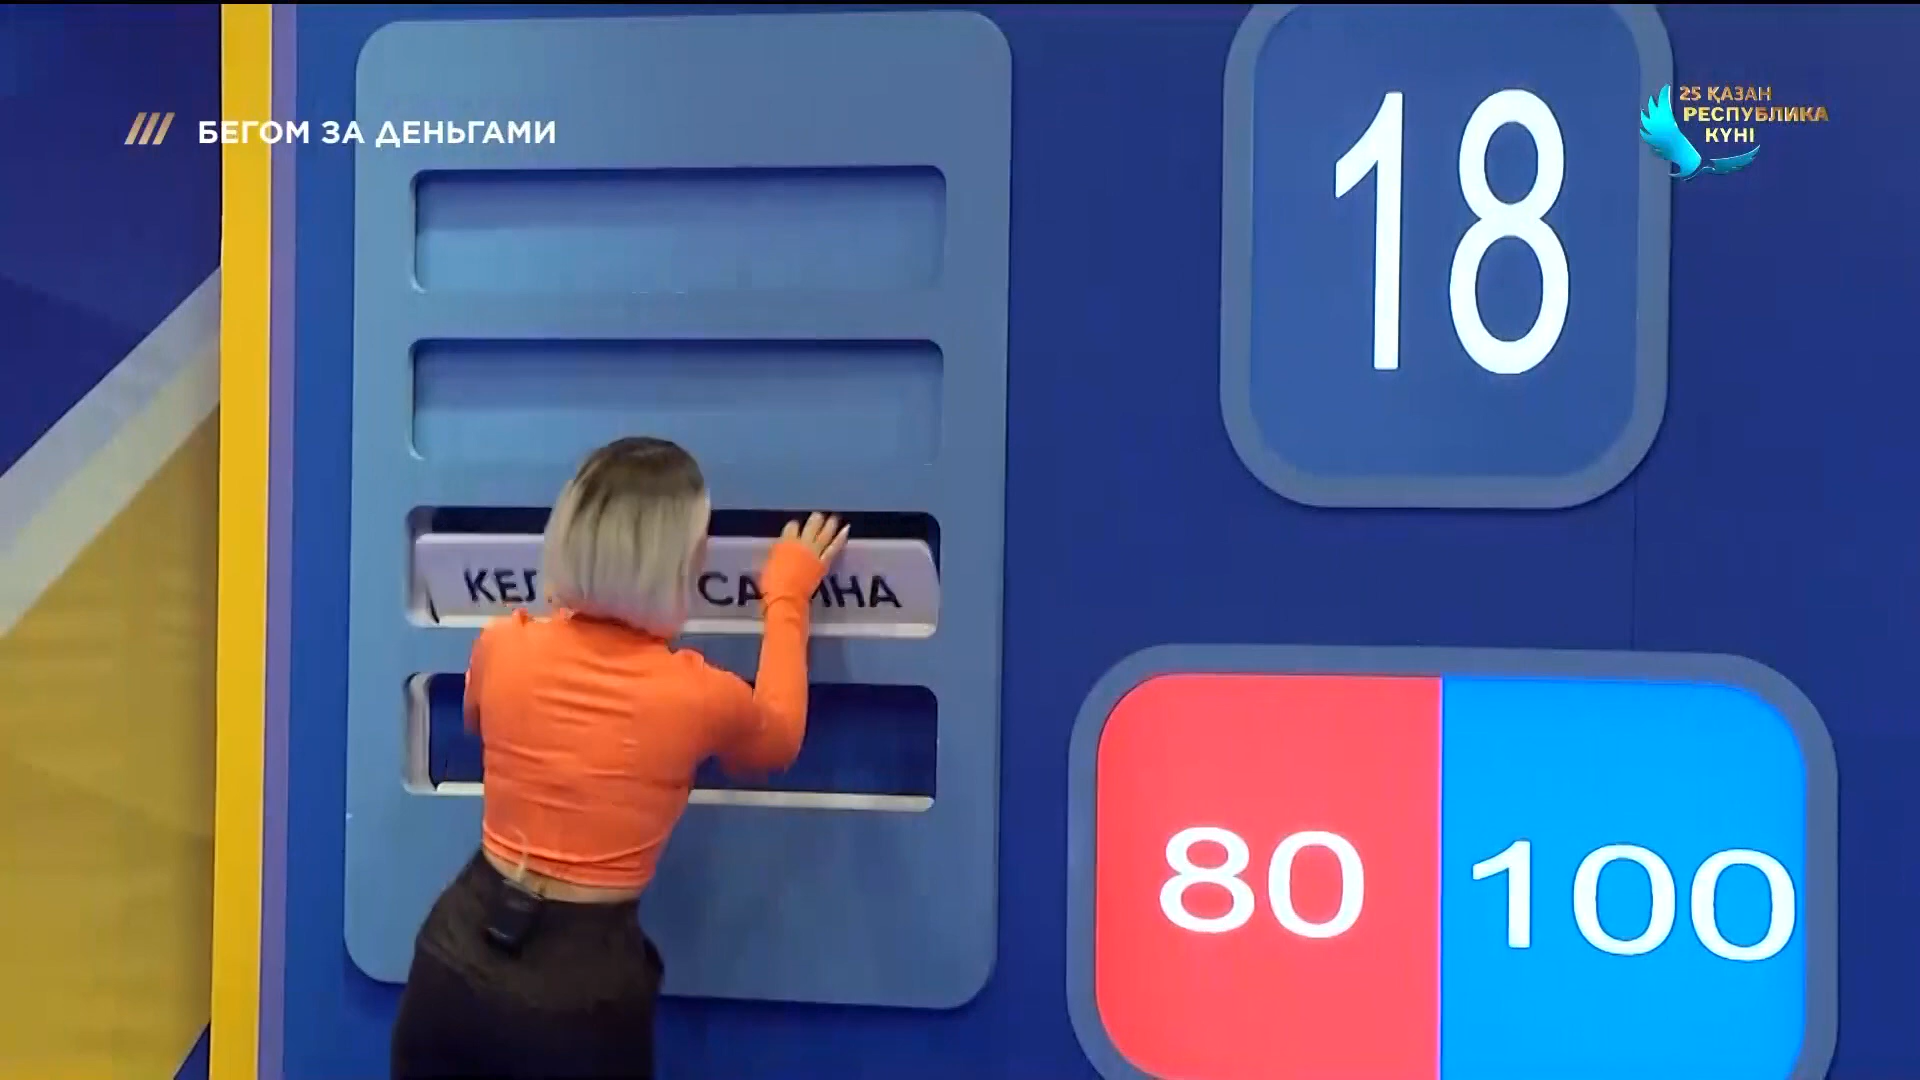 БЕГОМ ЗА ДЕНЬГАМИ
18
25 ҚАЗАН
РЕСПУБЛИКА
КҮНІ
80 100